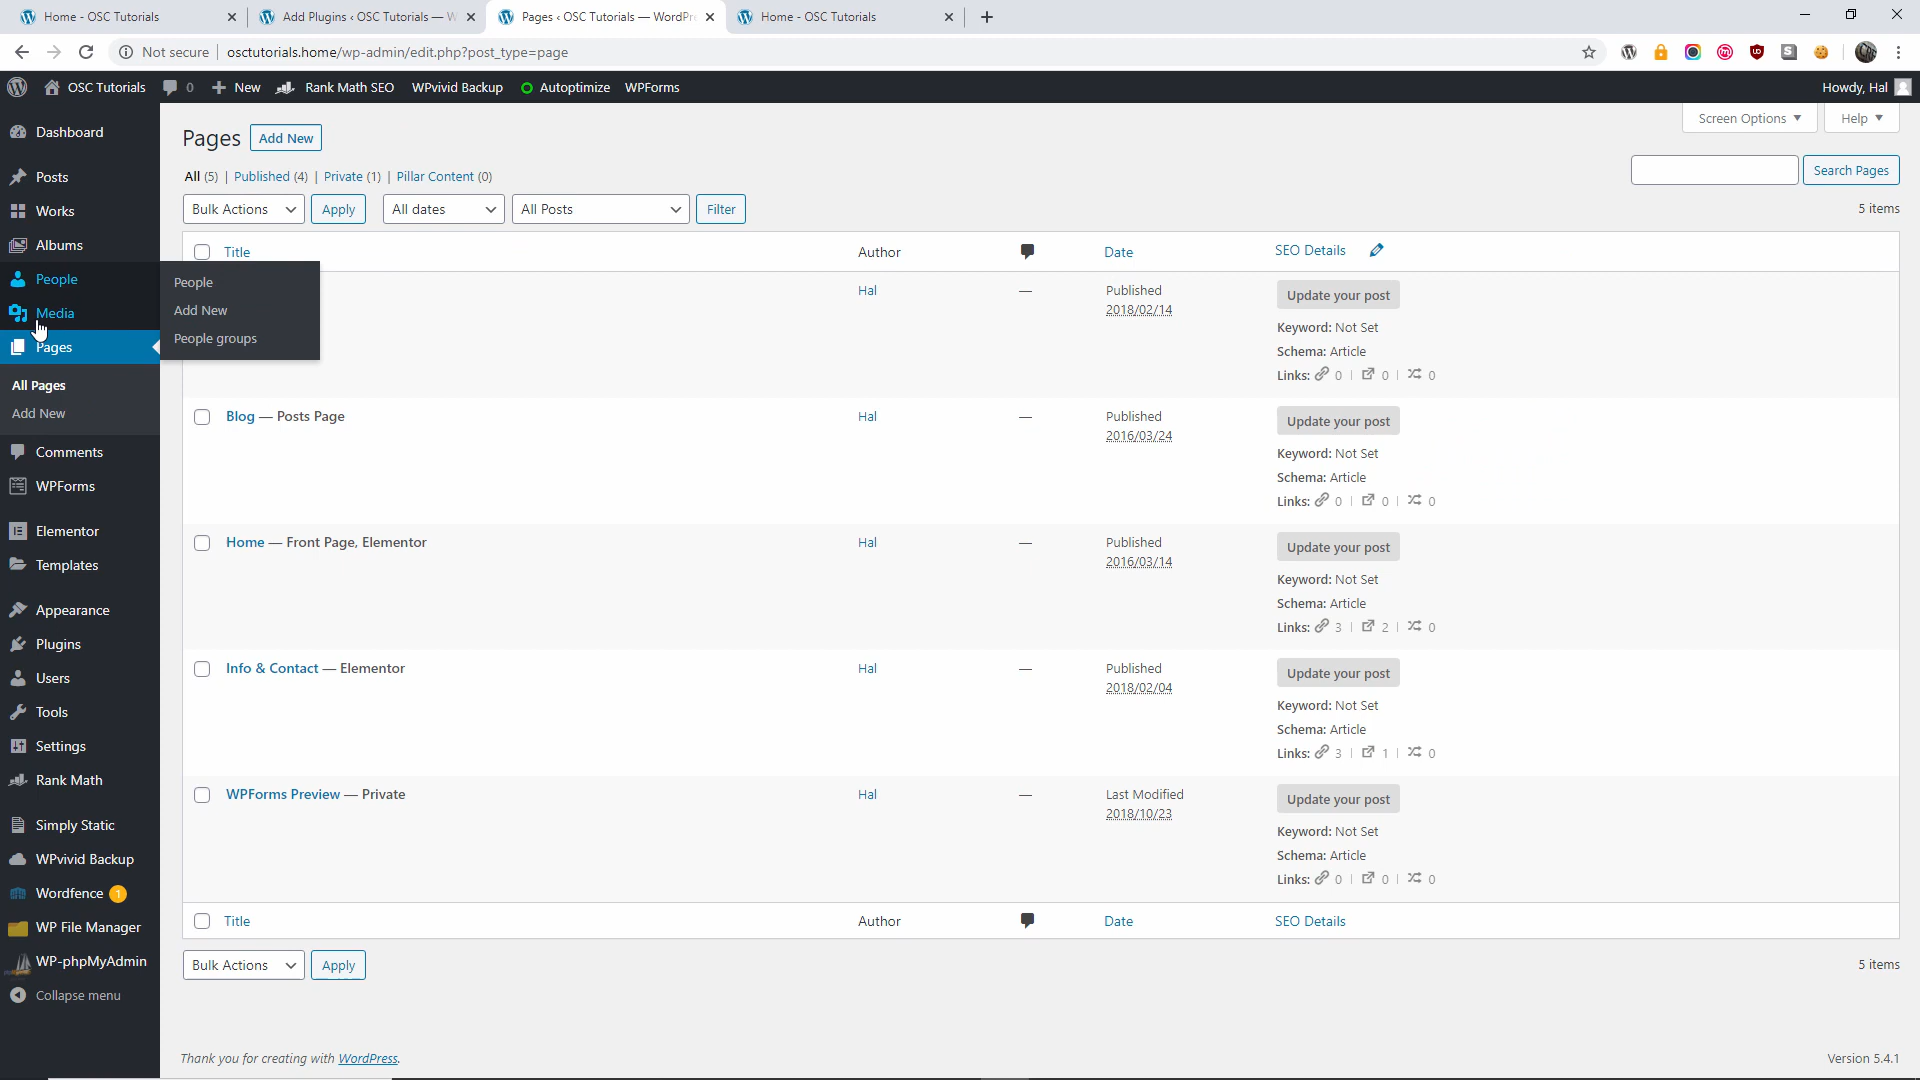 Home - OSC Tutorials
Add Plugins ‹ OSC Tutorials — W
Pages ‹ OSC Tutorials — WordPr
Home - OSC Tutorials
Not secure
osctutorials.home/wp-admin/edit.php?post_type=page
OSC Tutorials
0
New
Rank Math SEO
WPvivid Backup
Autoptimize
WPForms
Howdy, Hal
Dashboard
Posts
Works
Albums
People
Media
Pages
All Pages
Add New
Comments
WPForms
Elementor
Templates
Appearance
Plugins
Users
Tools
Settings
Rank Math
Simply Static
WPvivid Backup
Wordfence 1
WP File Manager
WP-phpMyAdmin
Collapse menu
People
Add New
People groups
Screen Options
Help
Pages
Add New
All (5) | Published (4) | Private (1) | Pillar Content (0)
Search Pages
Bulk Actions
Apply
All dates
All Posts
Filter
5 items
Title
Author
Date
SEO Details
Hal
—
Published
2018/02/14
Update your post
Keyword: Not Set
Schema: Article
Links: 0 | 0 | 0
Blog — Posts Page
Hal
—
Published
2016/03/24
Update your post
Keyword: Not Set
Schema: Article
Links: 0 | 0 | 0
Home — Front Page, Elementor
Hal
—
Published
2016/03/14
Update your post
Keyword: Not Set
Schema: Article
Links: 3 | 2 | 0
Info & Contact — Elementor
Hal
—
Published
2018/02/04
Update your post
Keyword: Not Set
Schema: Article
Links: 3 | 1 | 0
WPForms Preview — Private
Hal
—
Last Modified
2018/10/23
Update your post
Keyword: Not Set
Schema: Article
Links: 0 | 0 | 0
Title
Author
Date
SEO Details
Bulk Actions
Apply
5 items
Thank you for creating with WordPress.
Version 5.4.1